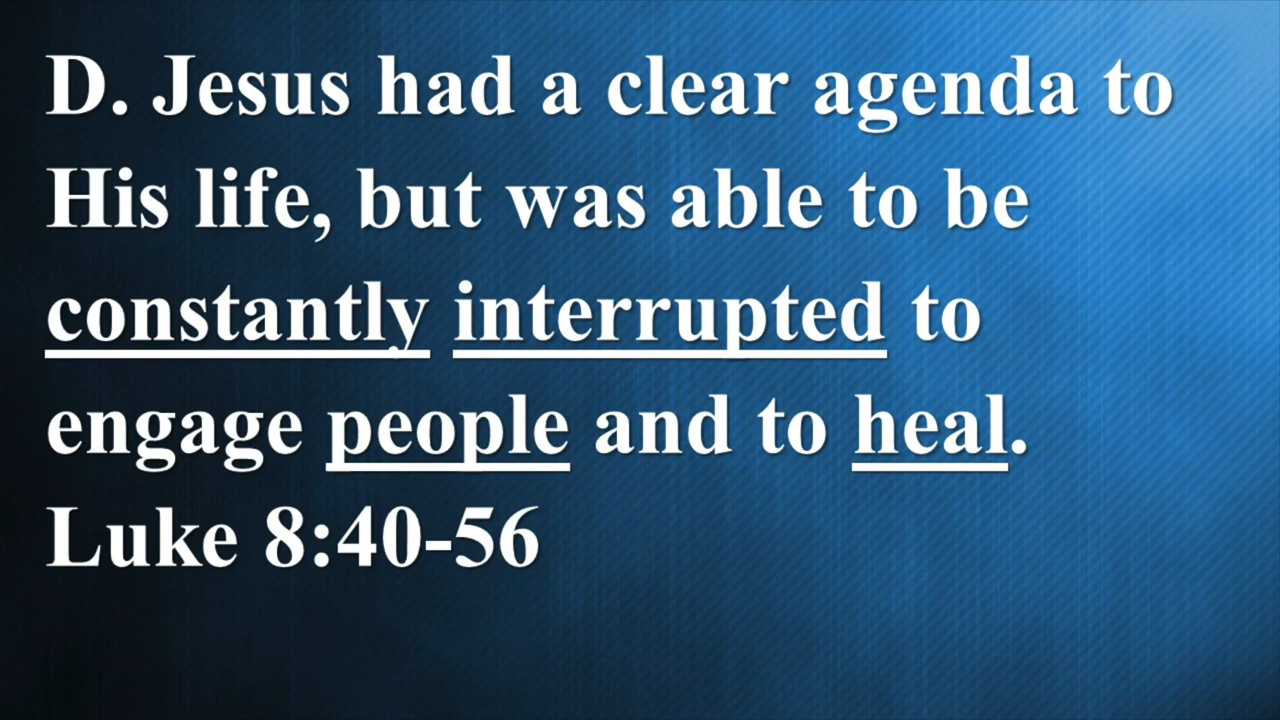 D. Jesus had a clear agenda to
His life, but was able to be
constantly interrupted to
engage people and to heal.
Luke 8:40-56